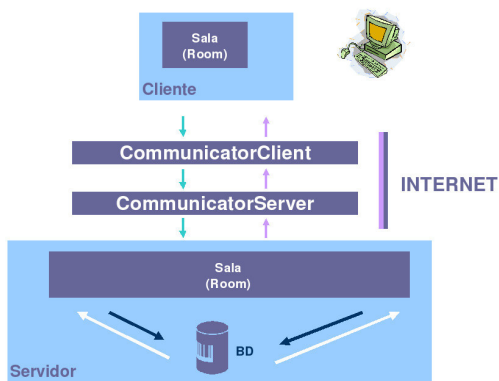 Sala
(Room)
Cliente
CommunicatorClient
INTERNET
CommunicatorServer
Sala
(Room)
BD
Servidor